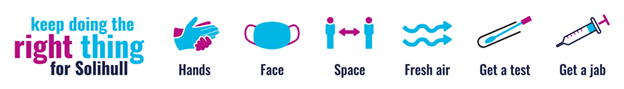 keep doing the
right thing
for Solihull
Hands
Face
Space
Fresh air
Get a test
Get a jab